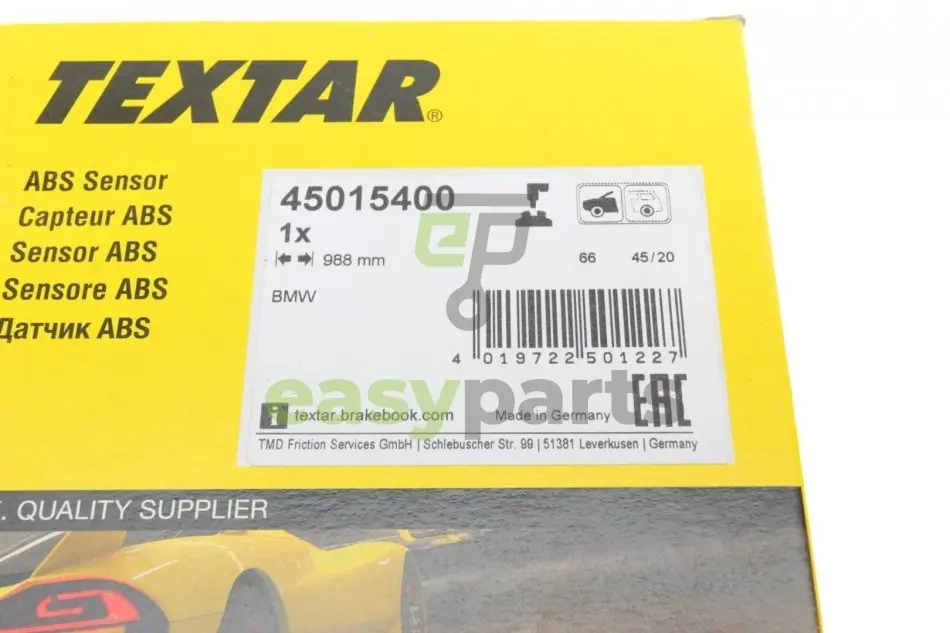 TEXTAR®
ABS Sensor
Capteur ABS
Sensor ABS
Sensore ABS
Датчик ABS
45015400
1x
988 mm
66 45/20
BMW
4 019722 501227
easyparts
textar.brakebook.com Made in Germany EAC
TMD Friction Services GmbH | Schlebuscher Str. 99 | 51381 Leverkusen | Germany
. QUALITY SUPPLIER